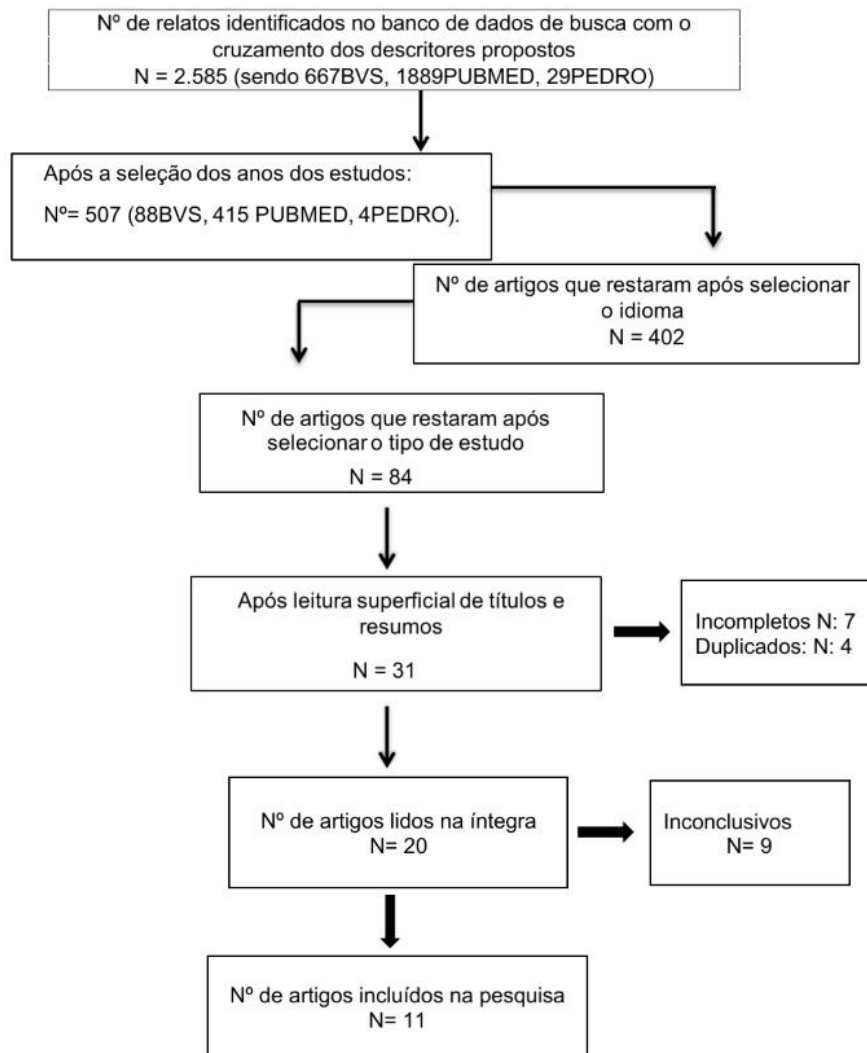 Nº de relatos identificados no banco de dados de busca com o
cruzamento dos descritores propostos
N = 2.585 (sendo 667BVS, 1889PUBMED, 29PEDRO)
Após a seleção dos anos dos estudos:
Nº= 507 (88BVS, 415 PUBMED, 4PEDRO).
Nº de artigos que restaram após selecionar
o idioma
N = 402
Nº de artigos que restaram após
selecionar o tipo de estudo
N = 84
Após leitura superficial de títulos e
resumos
N = 31
Incompletos N: 7
Duplicados: N: 4
Nº de artigos lidos na íntegra
N= 20
Inconclusivos
N= 9
Nº de artigos incluídos na pesquisa
N= 11